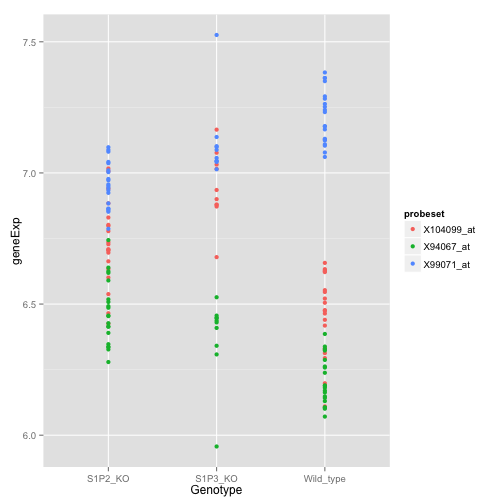 7.5
7.0
6.5
6.0
geneExp
S1P2_KO S1P3_KO Wild_type
Genotype
probeset
X104099_at
X94067_at
X99071_at